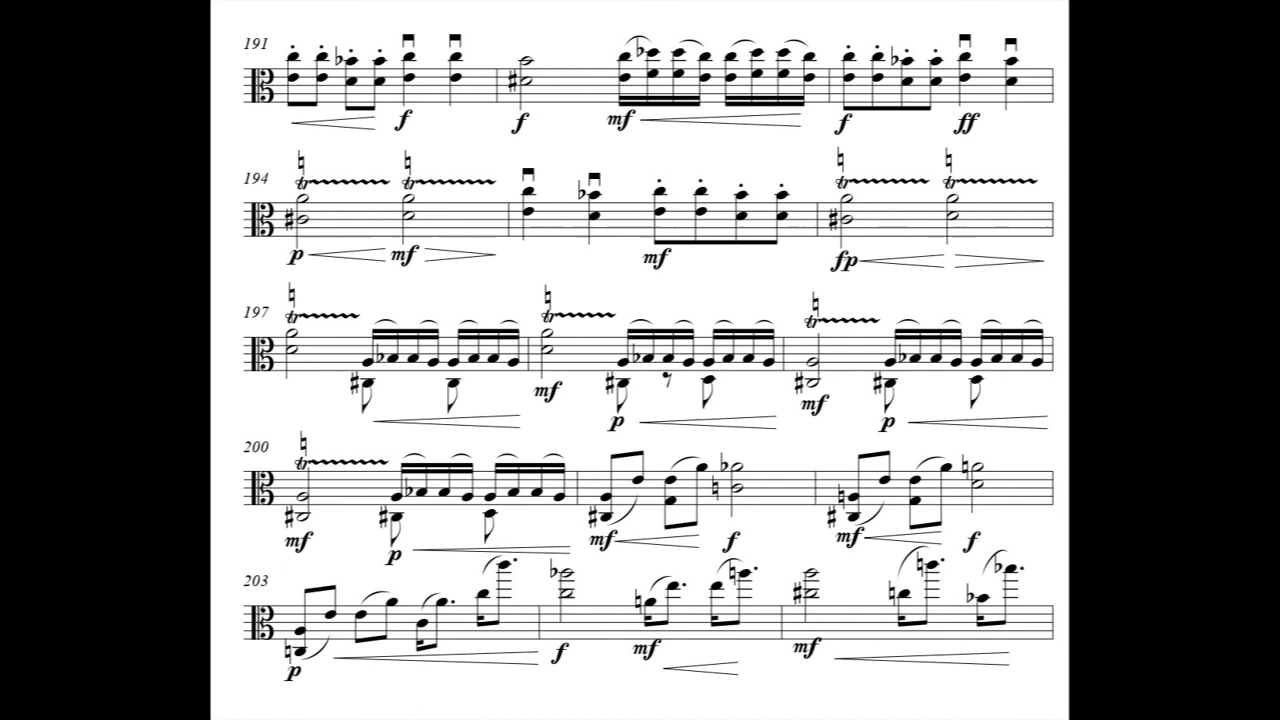 191
f f mf f ff
194
tr tr tr tr
p mf mf fp
197
tr tr tr
mf p mf p
200
tr
mf p mf f mf f
203
p f mf mf